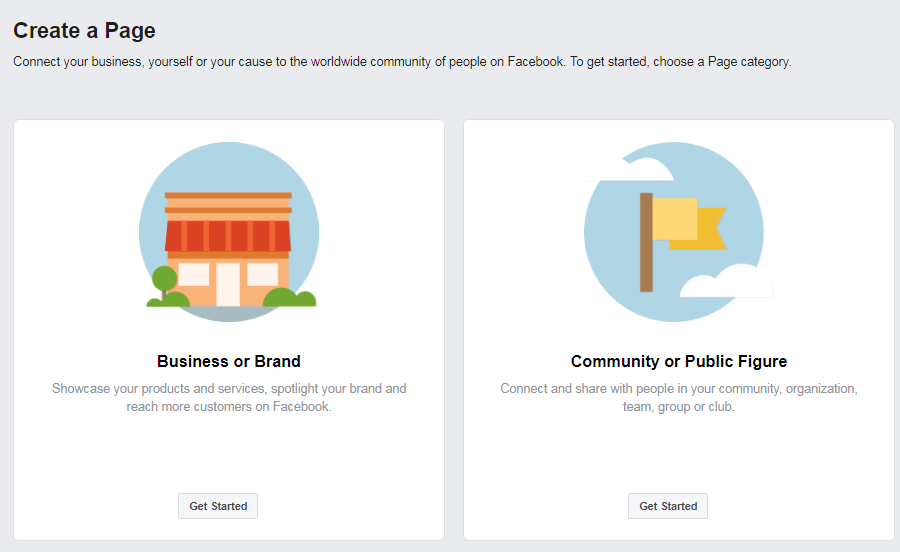 Create a Page
Connect your business, yourself or your cause to the worldwide community of people on Facebook. To get started, choose a Page category.
Business or Brand
Showcase your products and services, spotlight your brand and
reach more customers on Facebook.
Get Started
Community or Public Figure
Connect and share with people in your community, organization,
team, group or club.
Get Started